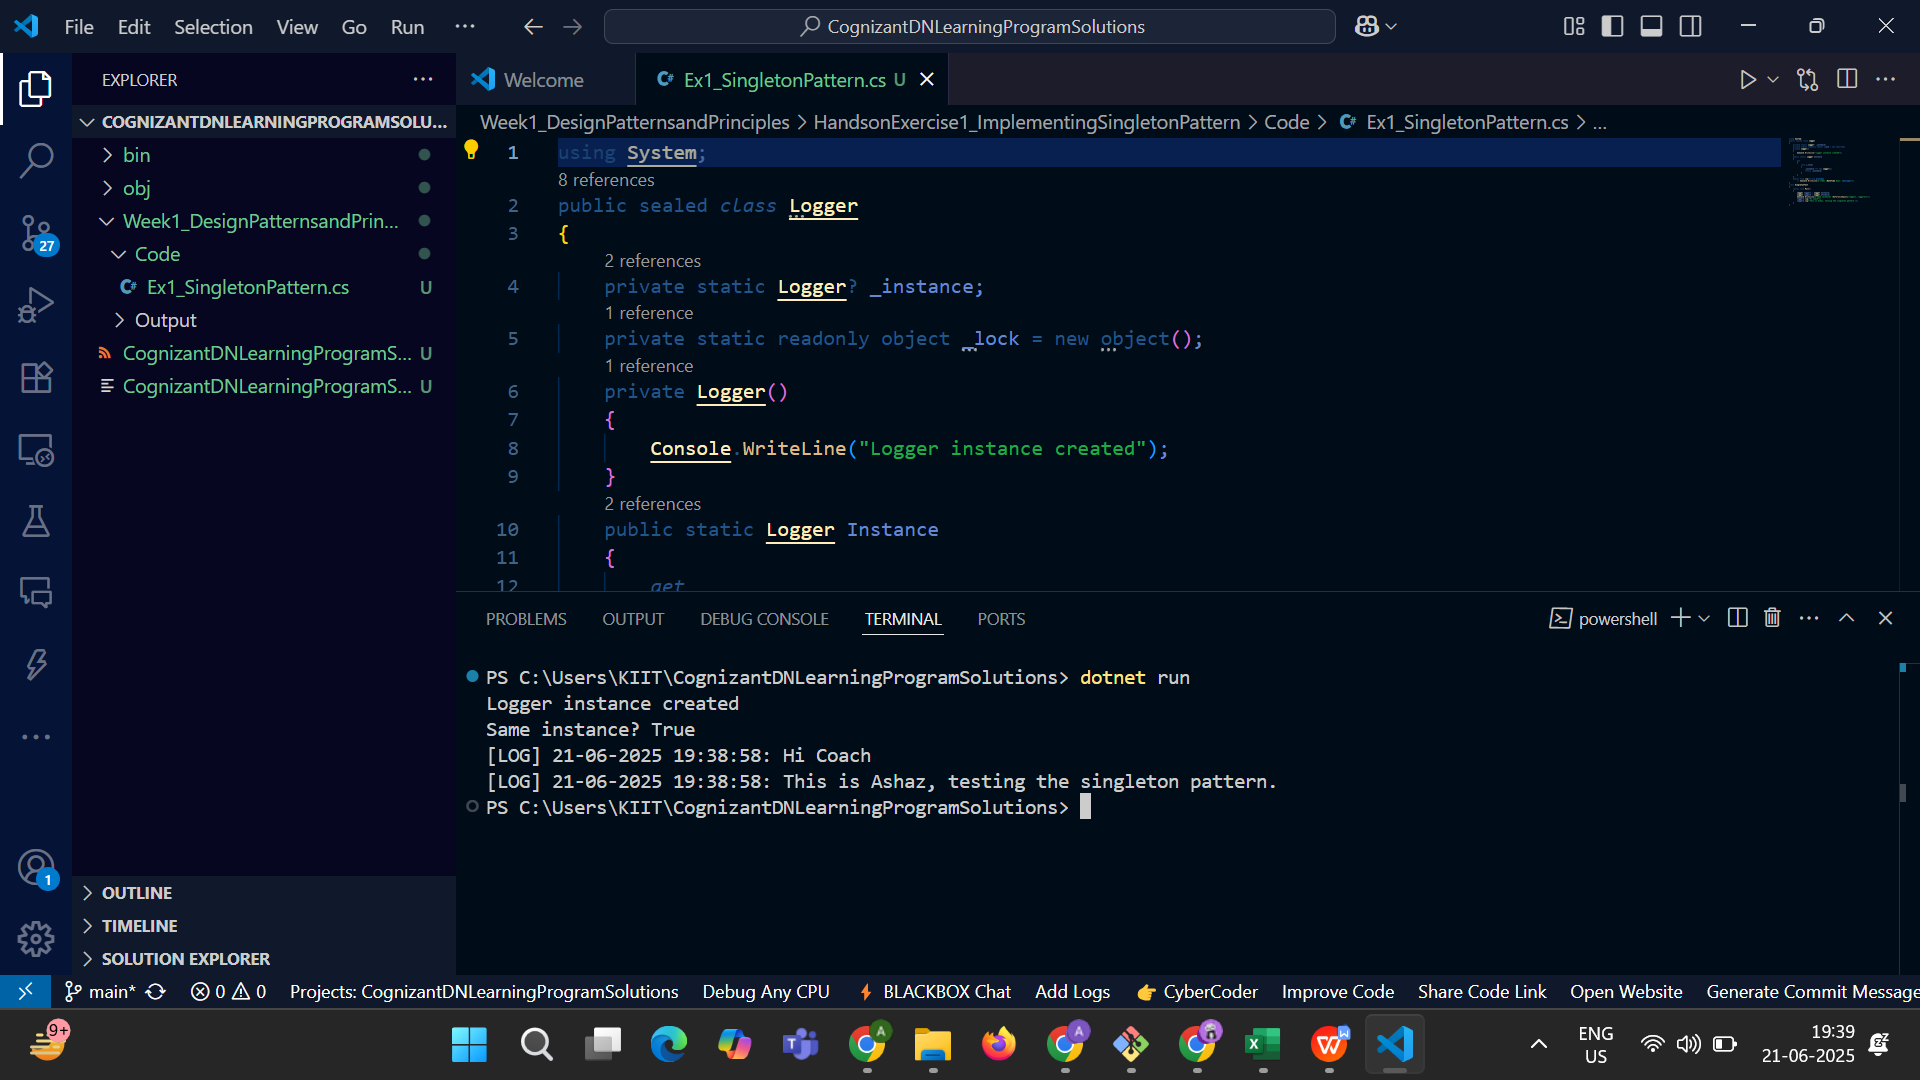 File Edit Selection View Go Run ···
CognizantDNLearningProgramSolutions
EXPLORER
COGNIZANTDNLEARNINGPROGRAMSOLU...
bin
obj
Week1_DesignPatternsandPrin...
Code
C# Ex1_SingletonPattern.cs U
Output
CognizantDNLearningProgramS... U
CognizantDNLearningProgramS... U
27
1
OUTLINE
TIMELINE
SOLUTION EXPLORER
Welcome
C# Ex1_SingletonPattern.cs U
Week1_DesignPatternsandPrinciples > HandsonExercise1_ImplementingSingletonPattern > Code > C# Ex1_SingletonPattern.cs > ...
1 using System;
8 references
2 public sealed class Logger
3 {
2 references
4 private static Logger? _instance;
1 reference
5 private static readonly object _lock = new object();
1 reference
6 private Logger()
7 {
8 Console.WriteLine("Logger instance created");
9 }
2 references
10 public static Logger Instance
11 {
12 get
PROBLEMS OUTPUT DEBUG CONSOLE TERMINAL PORTS
powershell
PS C:\Users\KIIT\CognizantDNLearningProgramSolutions> dotnet run
Logger instance created
Same instance? True
[LOG] 21-06-2025 19:38:58: Hi Coach
[LOG] 21-06-2025 19:38:58: This is Ashaz, testing the singleton pattern.
PS C:\Users\KIIT\CognizantDNLearningProgramSolutions>
main* 0 0 Projects: CognizantDNLearningProgramSolutions Debug Any CPU BLACKBOX Chat Add Logs CyberCoder Improve Code Share Code Link Open Website Generate Commit Message
9+
A
A
ENG
US
19:39
21-06-2025